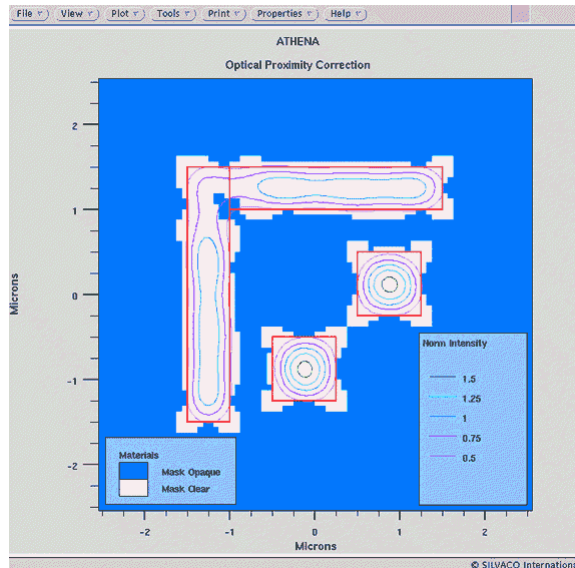 File View Plot Tools Print Properties Help
ATHENA
Optical Proximity Correction
2
1
0
-1
-2
Microns
Norm Intensity
1.5
1.25
1
0.75
0.5
Materials
Mask Opaque
Mask Clear
-2 -1 0 1 2
Microns
© SILVACO Internationa